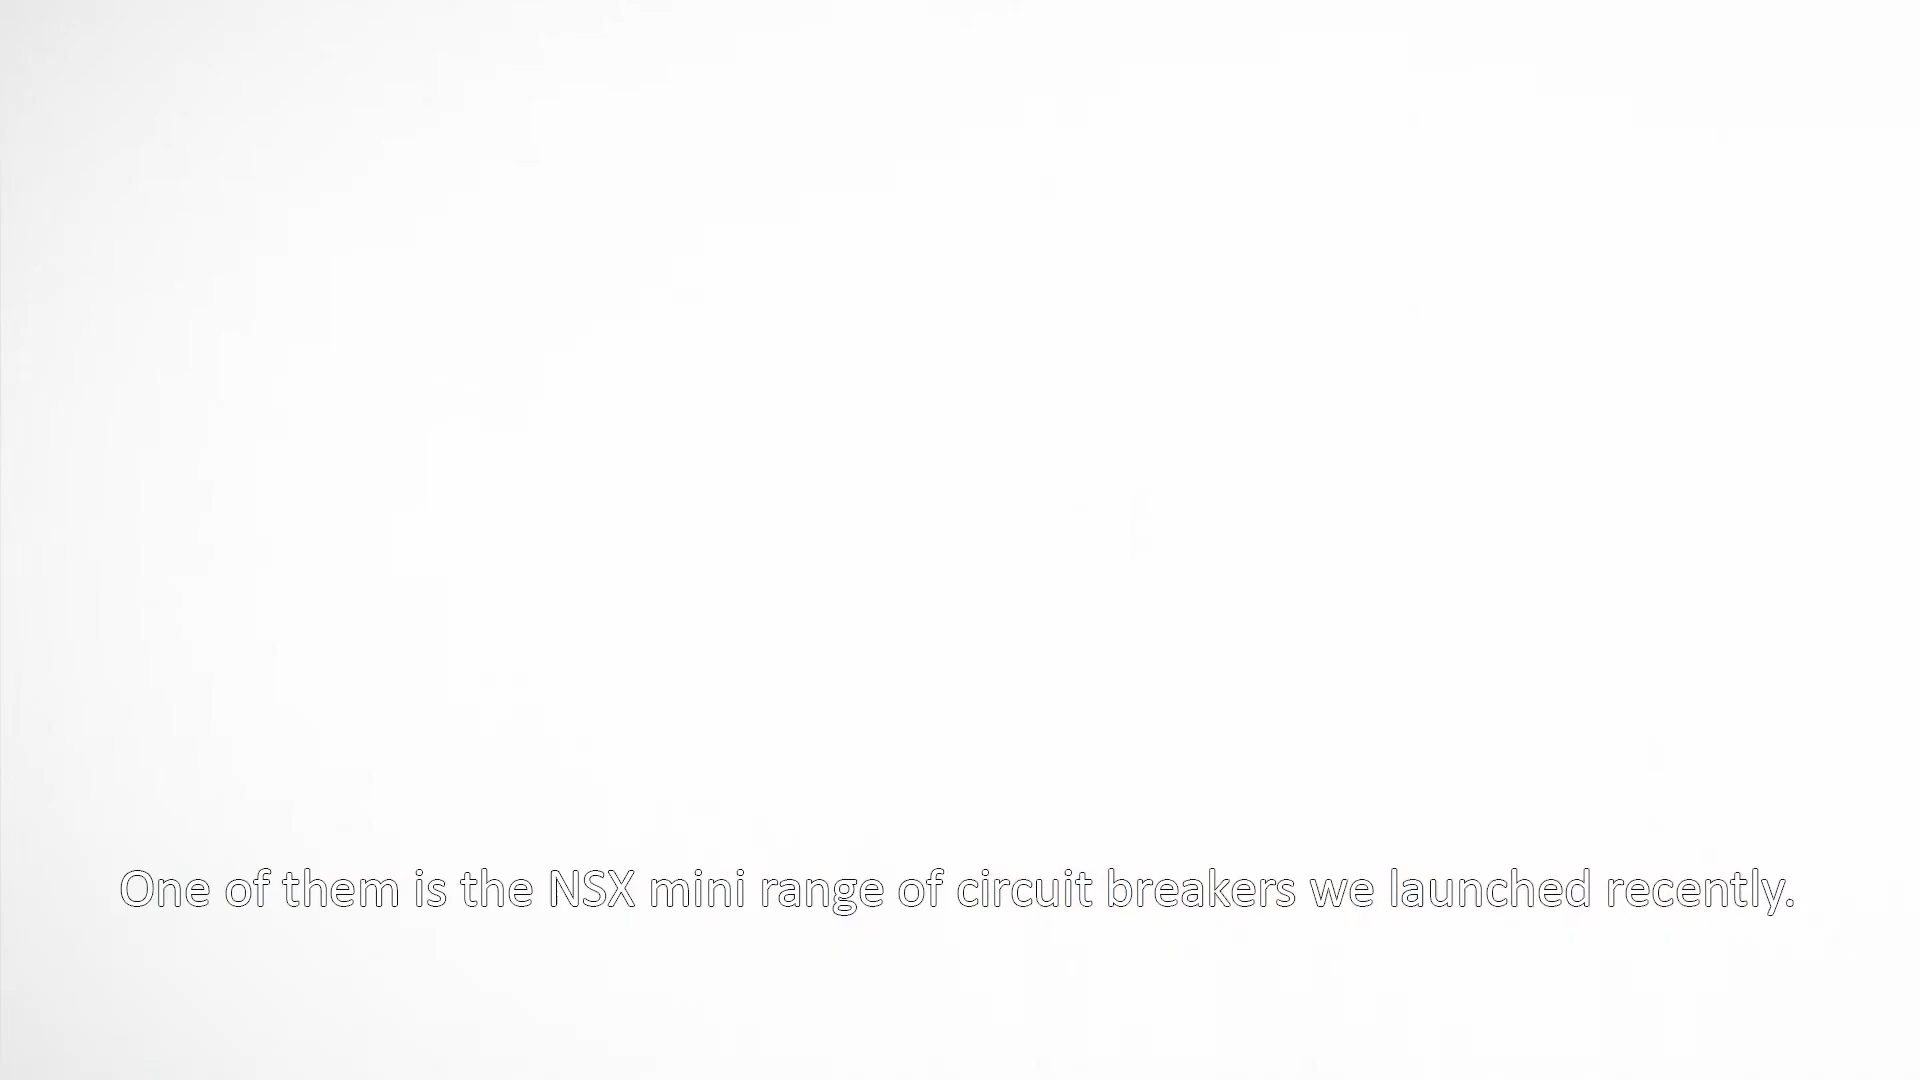 One of them is the NSX mini range of circuit breakers we launched recently.